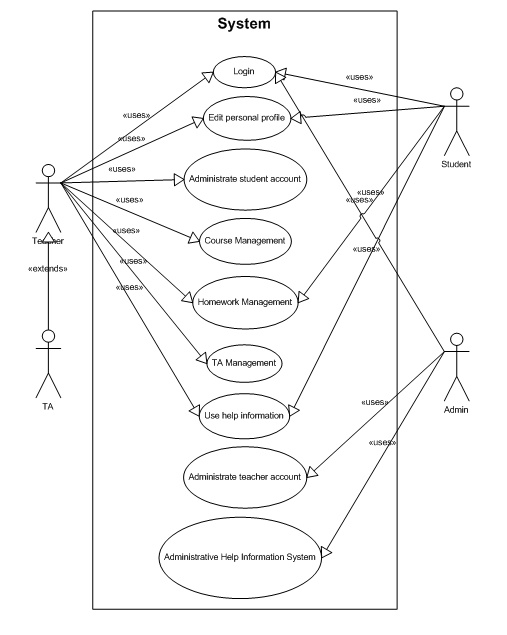 System
Login
«uses»
«uses»
Edit personal profile
«uses»
«uses»
Student
Administrate student account
«uses»
«uses»
«uses»
«uses»
Teacher
Course Management
«uses»
«uses»
«extends»
«uses»
«uses»
Homework Management
TA Management
Admin
TA
«uses»
Use help information
«uses»
Administrate teacher account
Administrative Help Information System